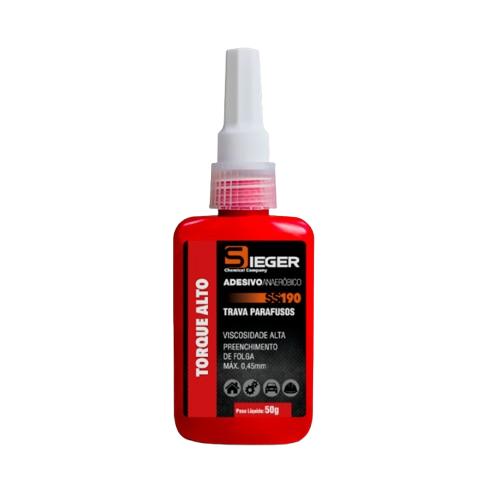 SIEGER
Chemical Company
ADESIVO ANAERÓBICO
SS190
TRAVA PARAFUSOS
VISCOSIDADE ALTA
PREENCHIMENTO
DE FOLGA
MÁX. 0,45mm
Peso Líquido: 50g
TORQUE ALTO